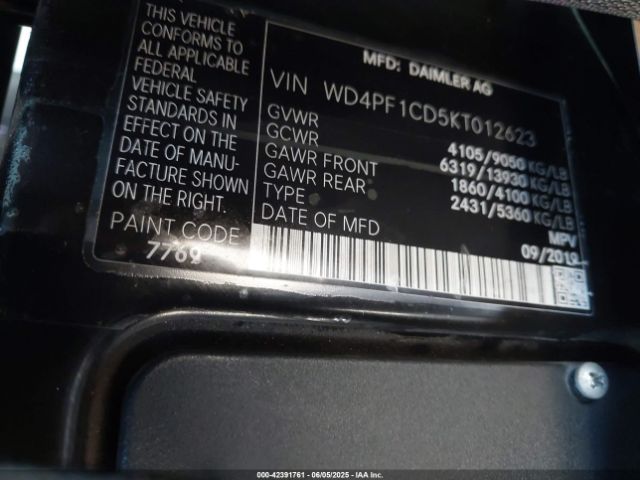 THIS VEHICLE
CONFORMS TO
ALL APPLICABLE
FEDERAL
VEHICLE SAFETY
STANDARDS IN
EFFECT ON THE
DATE OF MANU-
FACTURE SHOWN
ON THE RIGHT.
PAINT CODE
7769
MFD: DAIMLER AG
VIN WD4PF1CD5KT012623
GVWR 4105/9050 KG/LB
GCWR 6319/13930 KG/LB
GAWR FRONT 1860/4100 KG/LB
GAWR REAR 2431/5360 KG/LB
TYPE MPV
DATE OF MFD 09/2019
000-42391761 - 06/05/2025 - IAA Inc.